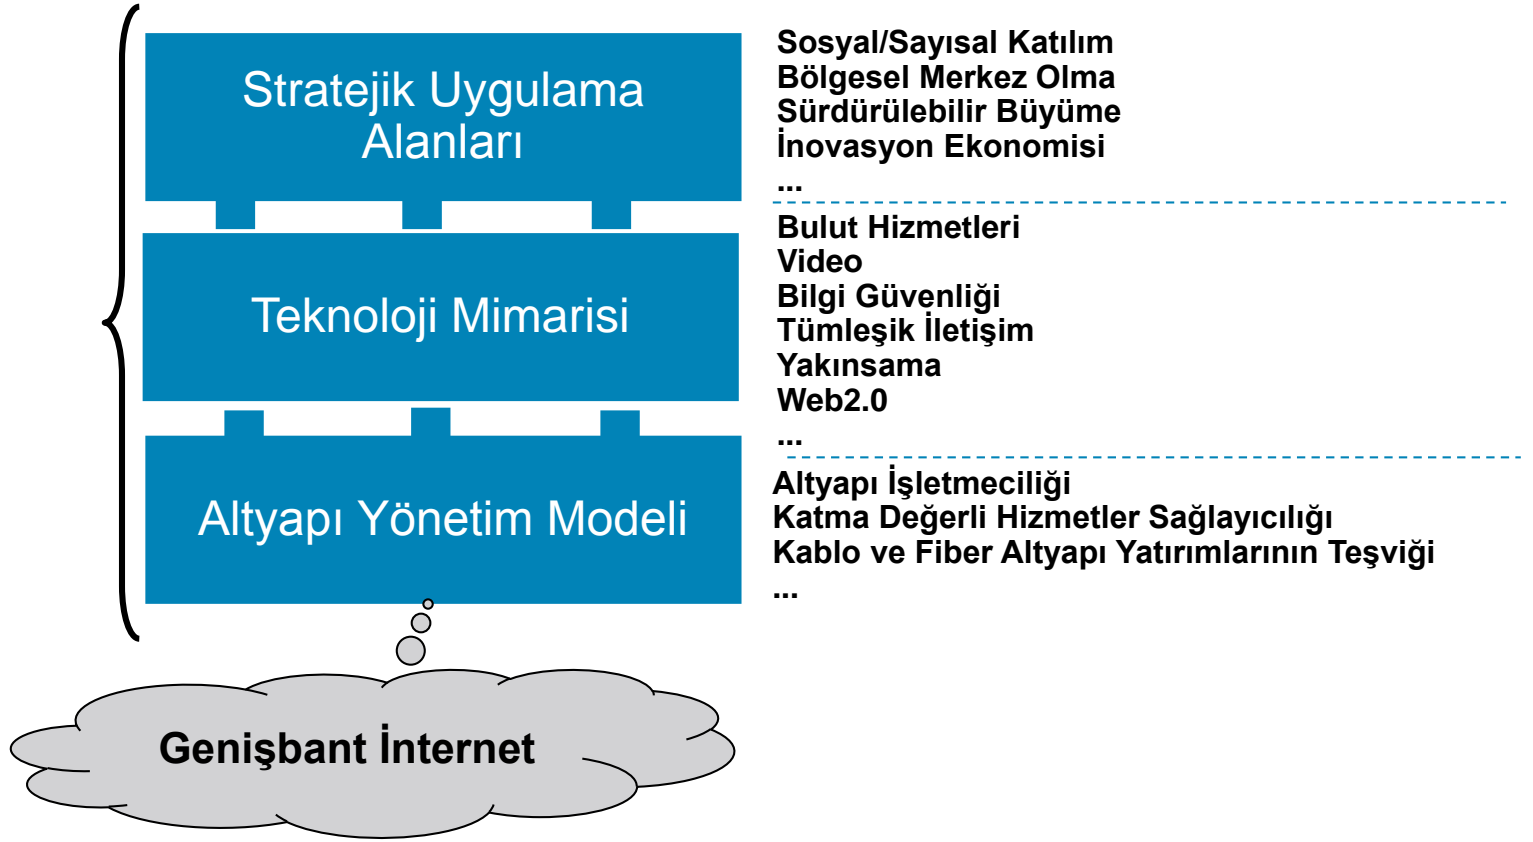 Stratejik Uygulama
Alanları
Sosyal/Sayısal Katılım
Bölgesel Merkez Olma
Sürdürülebilir Büyüme
İnovasyon Ekonomisi
...
Teknoloji Mimarisi
Bulut Hizmetleri
Video
Bilgi Güvenliği
Tümleşik İletişim
Yakınsama
Web2.0
...
Altyapı Yönetim Modeli
Altyapı İşletmeciliği
Katma Değerli Hizmetler Sağlayıcılığı
Kablo ve Fiber Altyapı Yatırımlarının Teşviği
...
Genişbant İnternet